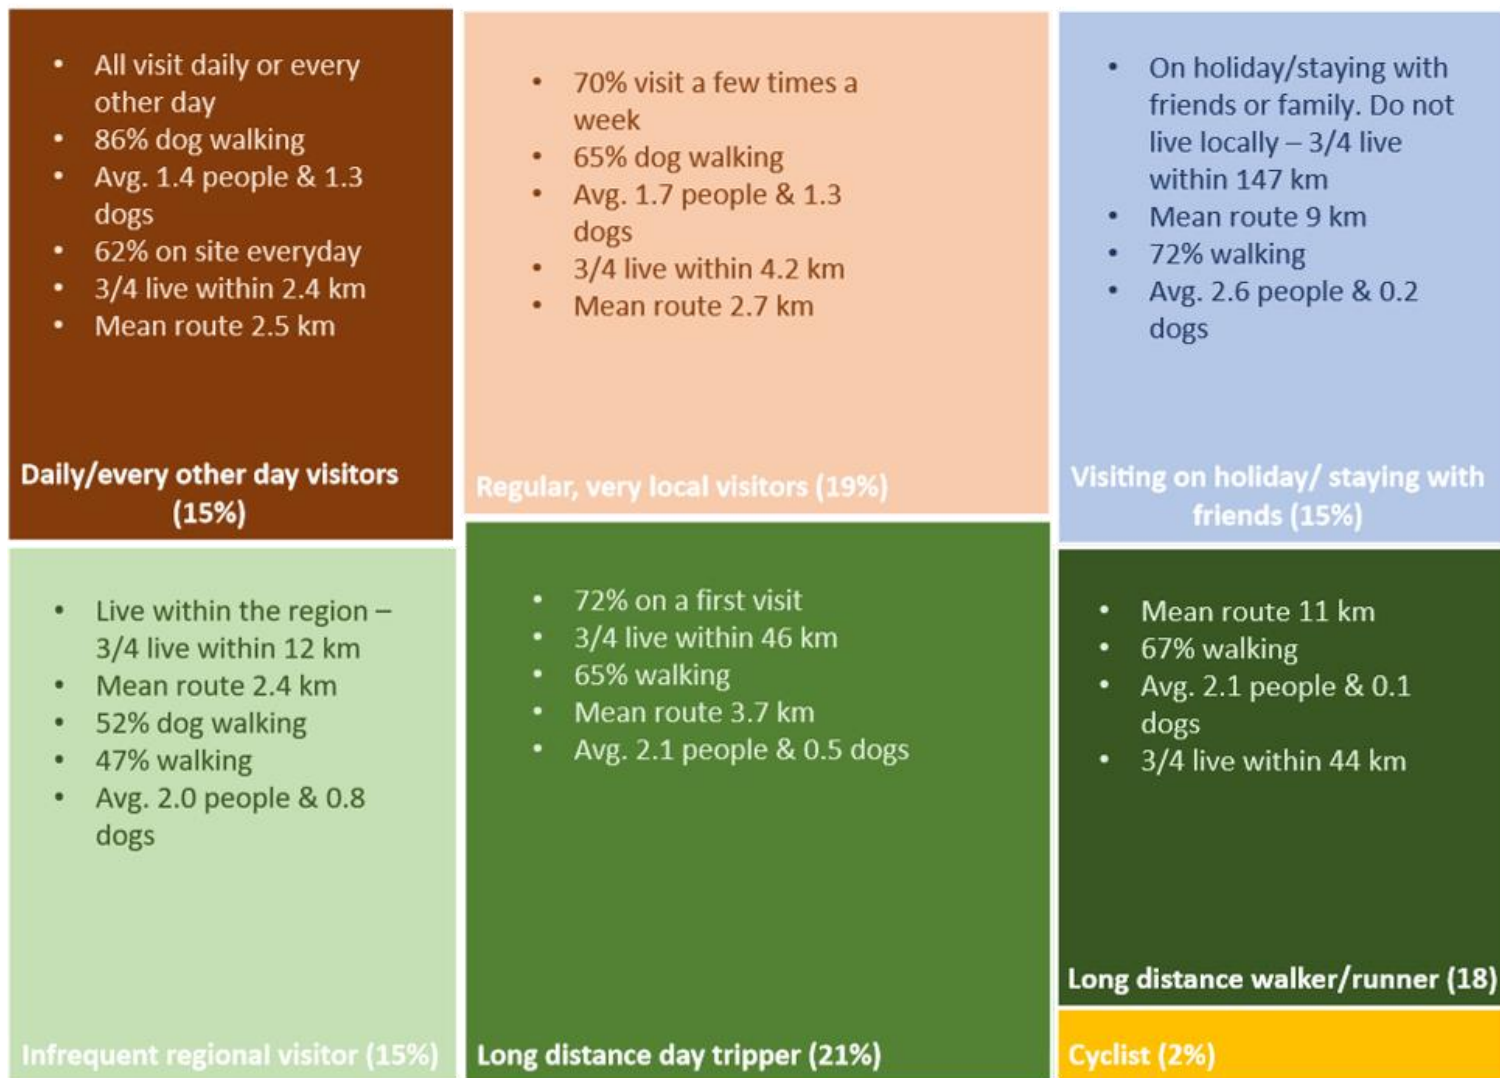 • All visit daily or every
other day
• 86% dog walking
• Avg. 1.4 people & 1.3
dogs
• 62% on site everyday
• 3/4 live within 2.4 km
• Mean route 2.5 km
Daily/every other day visitors
(15%)
• 70% visit a few times a
week
• 65% dog walking
• Avg. 1.7 people & 1.3
dogs
• 3/4 live within 4.2 km
• Mean route 2.7 km
Regular, very local visitors (19%)
• On holiday/staying with
friends or family. Do not
live locally – 3/4 live
within 147 km
• Mean route 9 km
• 72% walking
• Avg. 2.6 people & 0.2
dogs
Visiting on holiday/ staying with
friends (15%)
• Live within the region –
3/4 live within 12 km
• Mean route 2.4 km
• 52% dog walking
• 47% walking
• Avg. 2.0 people & 0.8
dogs
Infrequent regional visitor (15%)
• 72% on a first visit
• 3/4 live within 46 km
• 65% walking
• Mean route 3.7 km
• Avg. 2.1 people & 0.5 dogs
Long distance day tripper (21%)
• Mean route 11 km
• 67% walking
• Avg. 2.1 people & 0.1
dogs
• 3/4 live within 44 km
Long distance walker/runner (18)
Cyclist (2%)